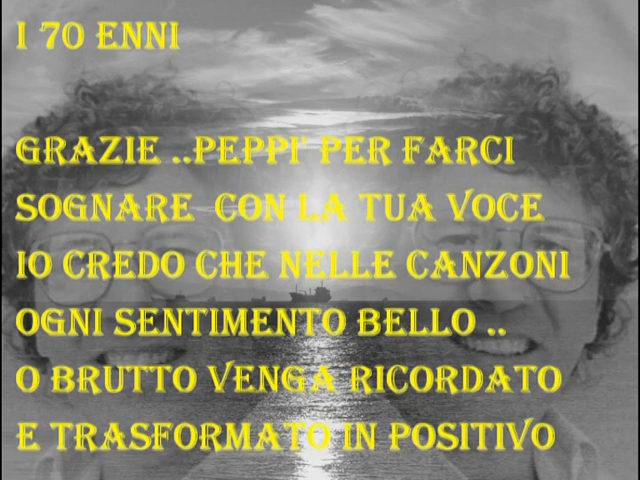 I 70 ENNI
GRAZIE ..PEPPI' PER FARCI
SOGNARE CON LA TUA VOCE
IO CREDO CHE NELLE CANZONI
OGNI SENTIMENTO BELLO ..
O BRUTTO VENGA RICORDATO
E TRASFORMATO IN POSITIVO